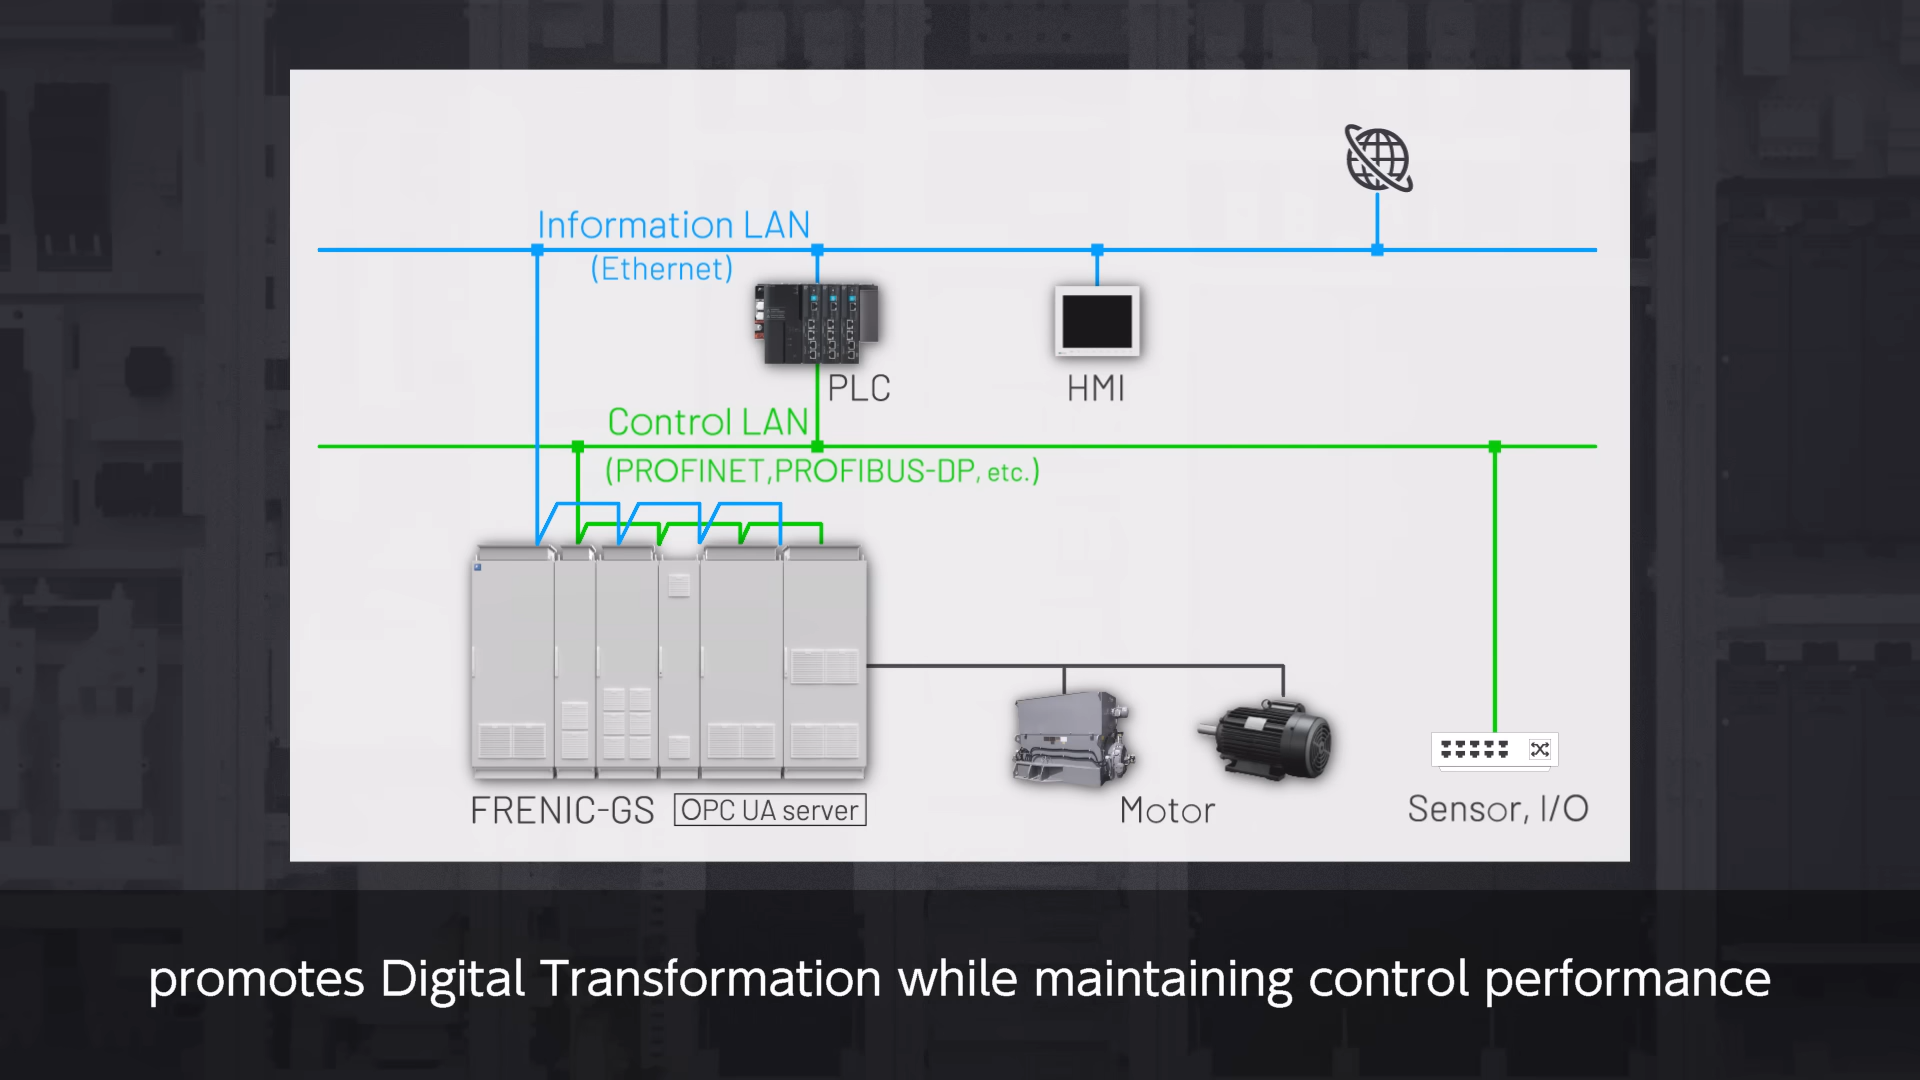 Information LAN
(Ethernet)
PLC
HMI
Control LAN
(PROFINET,PROFIBUS-DP, etc.)
FRENIC-GS
OPC UA server
Motor
Sensor, I/O
promotes Digital Transformation while maintaining control performance